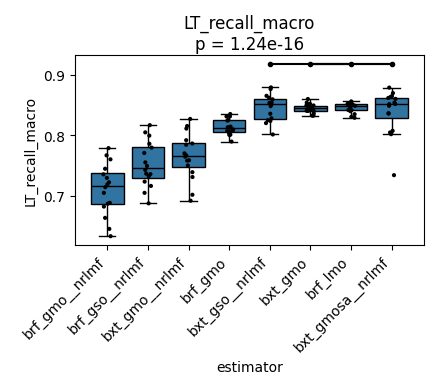 LT_recall_macro
p = 1.24e-16
LT_recall_macro
0.9
0.8
0.7
brf_gmo__nrlmf
brf_gso__nrlmf
bxt_gmo__nrlmf
brf_gmo
bxt_gso__nrlmf
bxt_gmo
brf_lmo
bxt_gmosa__nrlmf
estimator